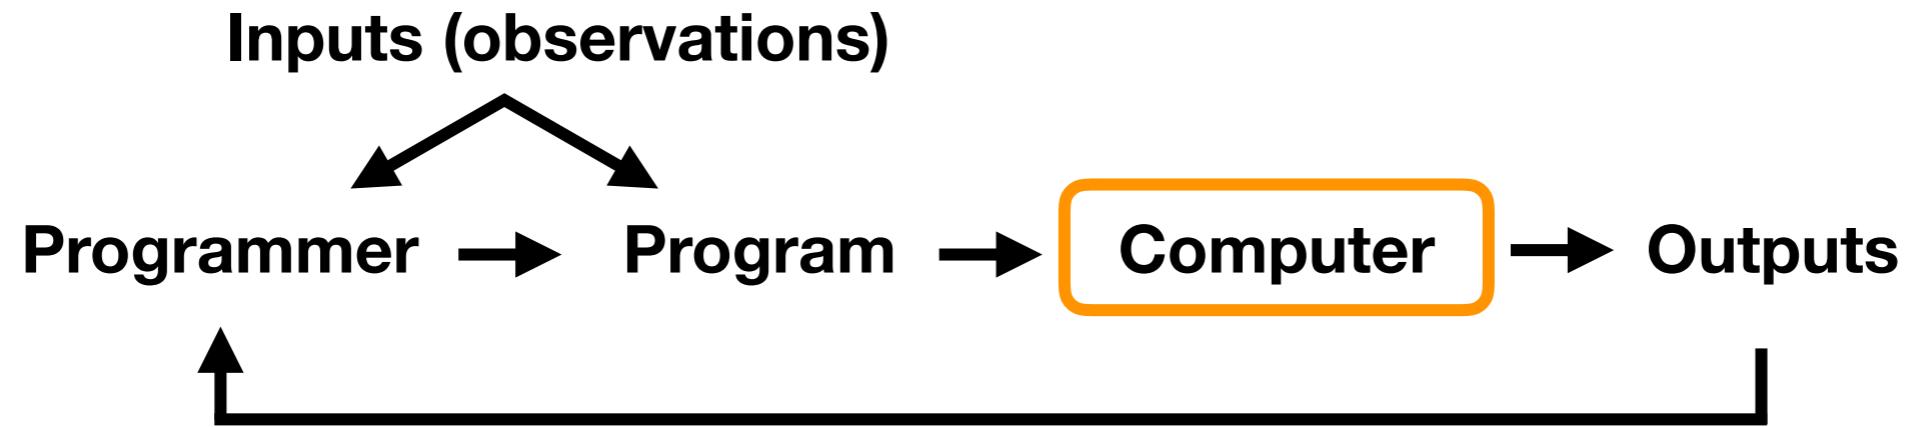 Inputs (observations)
Programmer
Program
Computer
Outputs